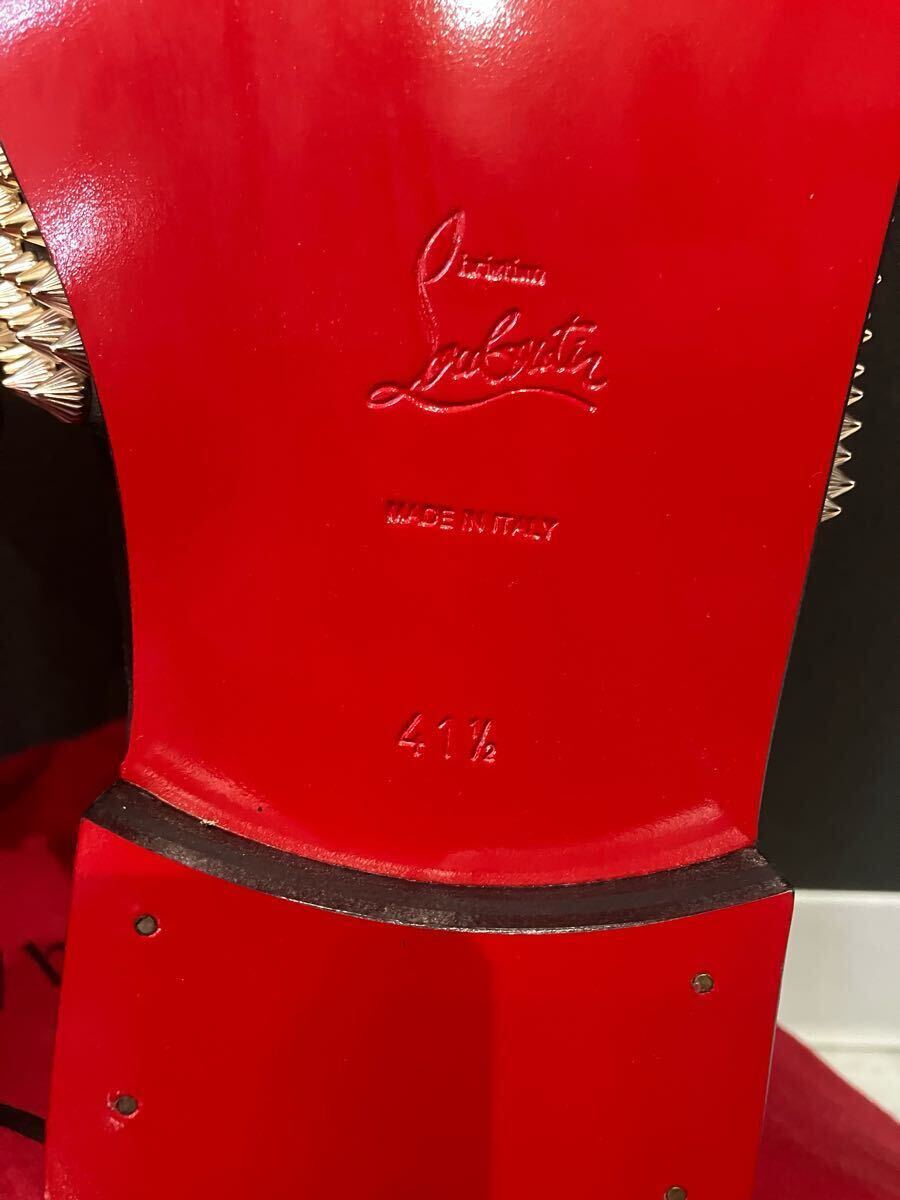 Christian
Louboutin
MADE IN ITALY
41½